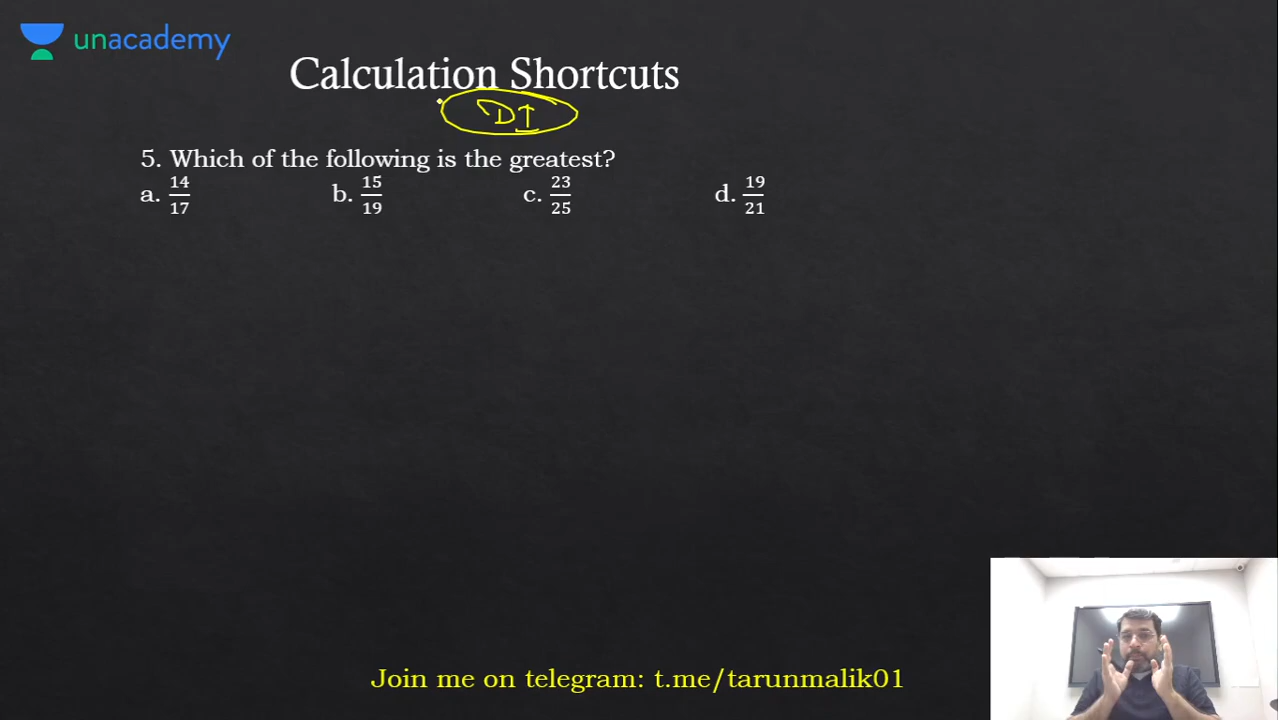 unacademy
Calculation Shortcuts
DI
5. Which of the following is the greatest?
a. 14/17 b. 15/19 c. 23/25 d. 19/21
Join me on telegram: t.me/tarunmalik01